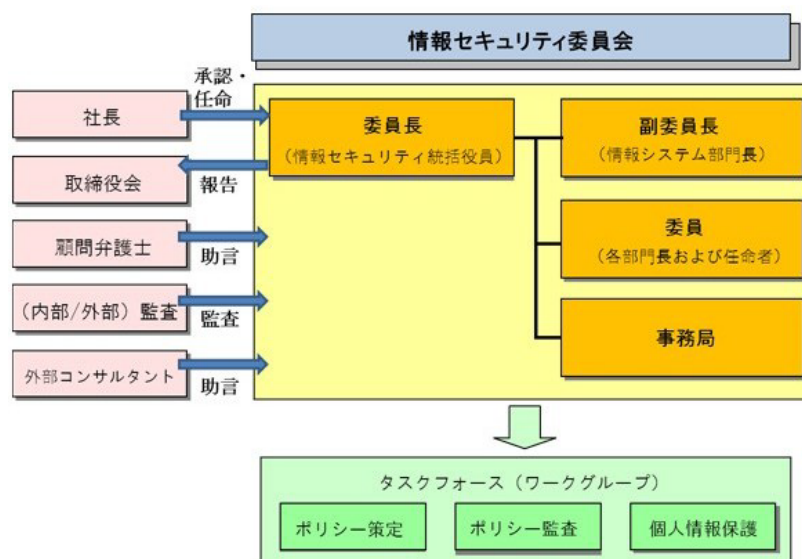 情報セキュリティ委員会
承認・
任命
社長
取締役会
報告
顧問弁護士
助言
(内部/外部)監査
監査
外部コンサルタント
助言
委員長
(情報セキュリティ統括役員)
副委員長
(情報システム部門長)
委員
(各部門長および任命者)
事務局
タスクフォース(ワークグループ)
ポリシー策定
ポリシー監査
個人情報保護